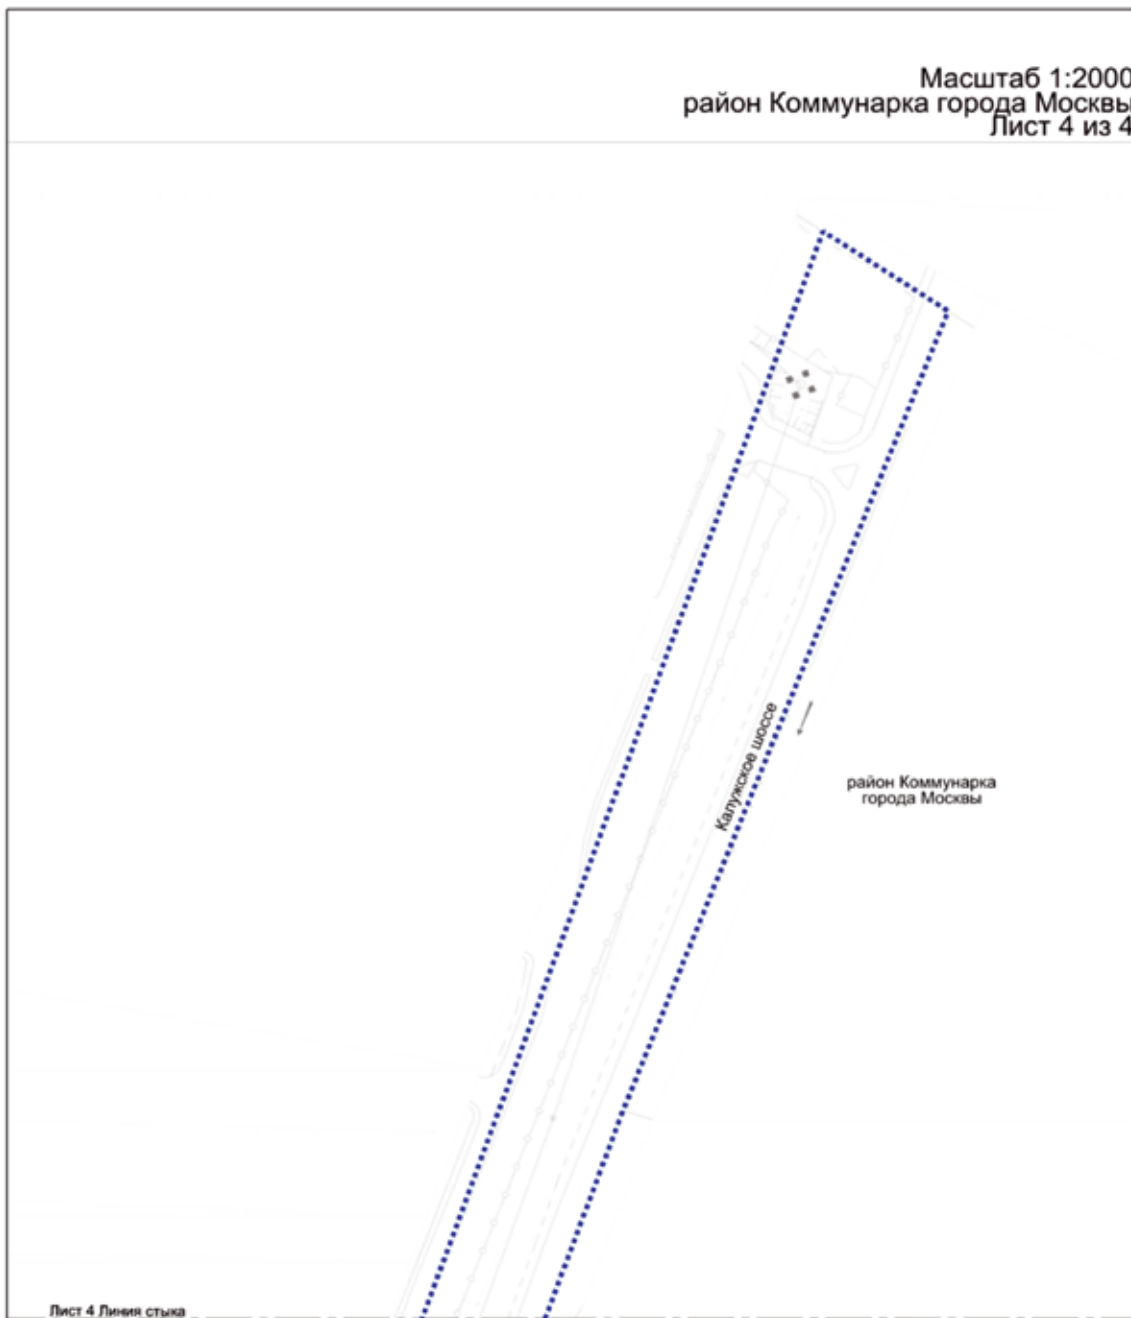 Масштаб 1:2000
район Коммунарка города Москвы
Лист 4 из 4
Калужское шоссе
район Коммунарка
города Москвы
Лист 4 Линия стыка